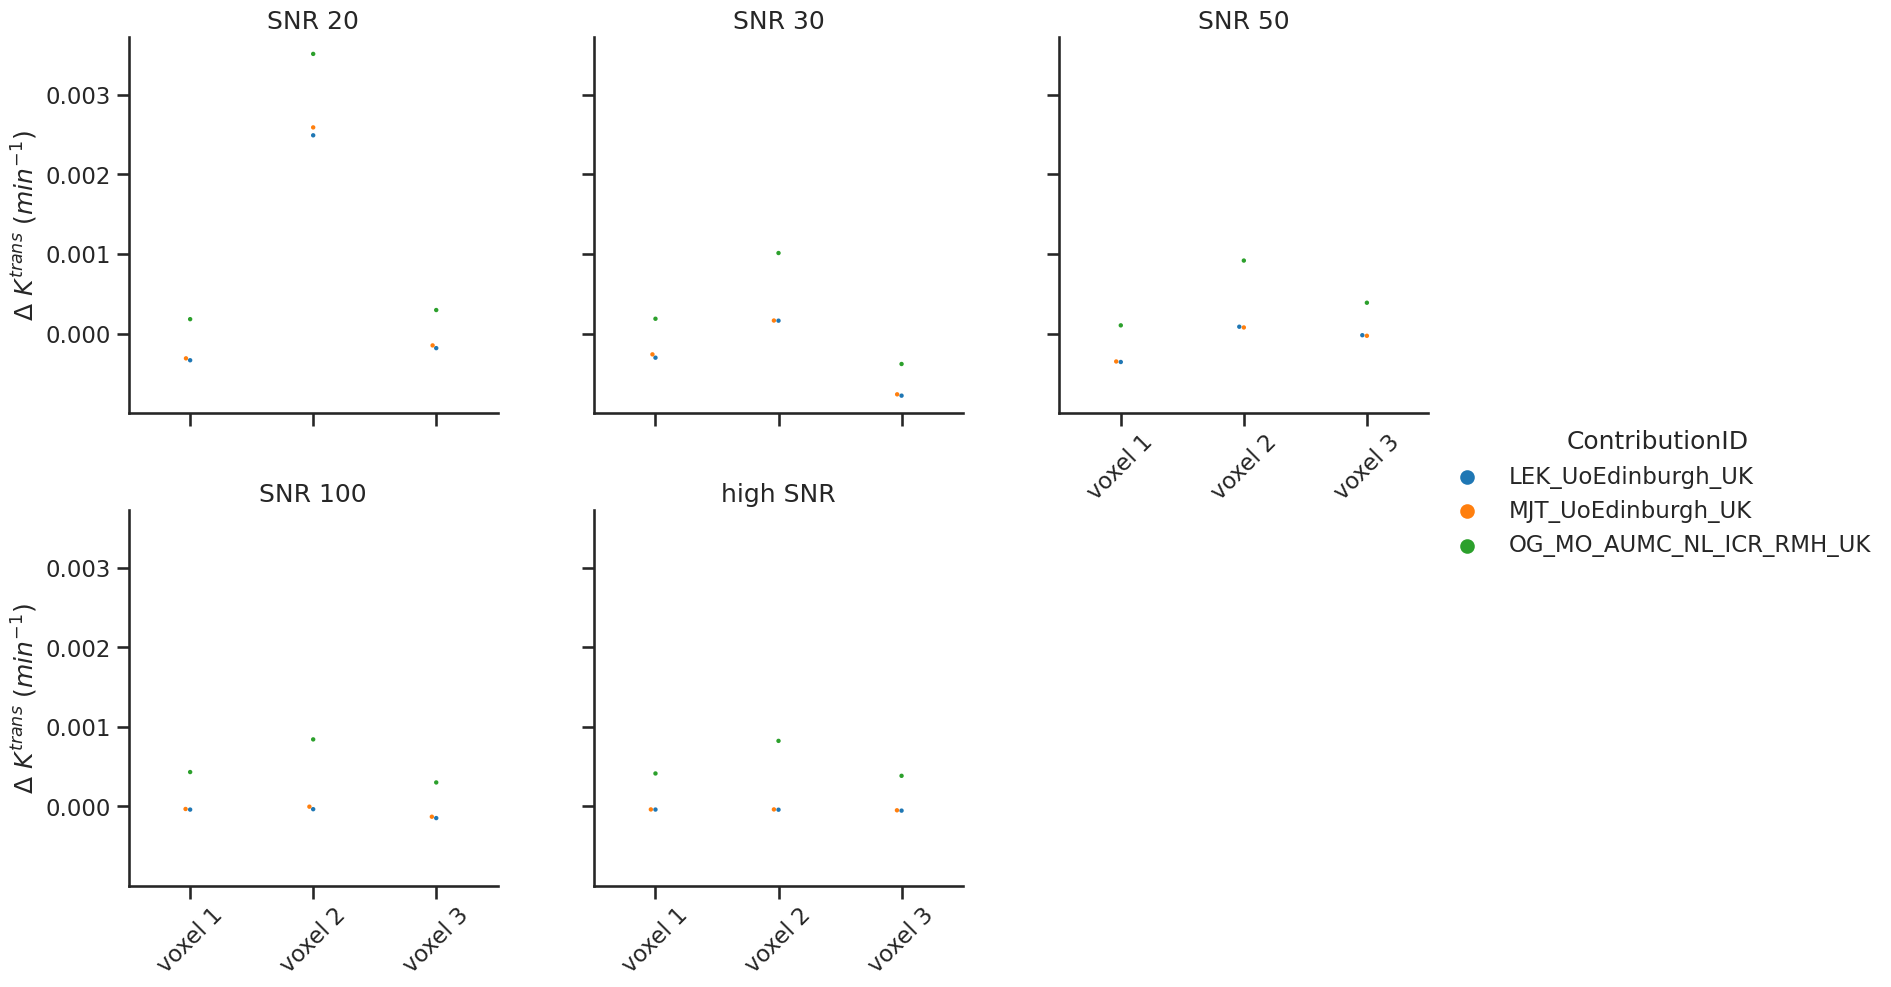 SNR 20
SNR 30
SNR 50
0.003
0.002
0.001
0.000
Δ K^trans (min^−1)
voxel 1
voxel 2
voxel 3
ContributionID
LEK_UoEdinburgh_UK
MJT_UoEdinburgh_UK
OG_MO_AUMC_NL_ICR_RMH_UK
SNR 100
high SNR
0.003
0.002
0.001
0.000
Δ K^trans (min^−1)
voxel 1
voxel 2
voxel 3
voxel 1
voxel 2
voxel 3